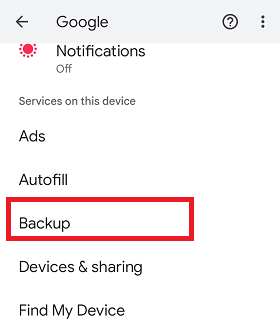 Google
Notifications
Off
Services on this device
Ads
Autofill
Backup
Devices & sharing
Find My Device